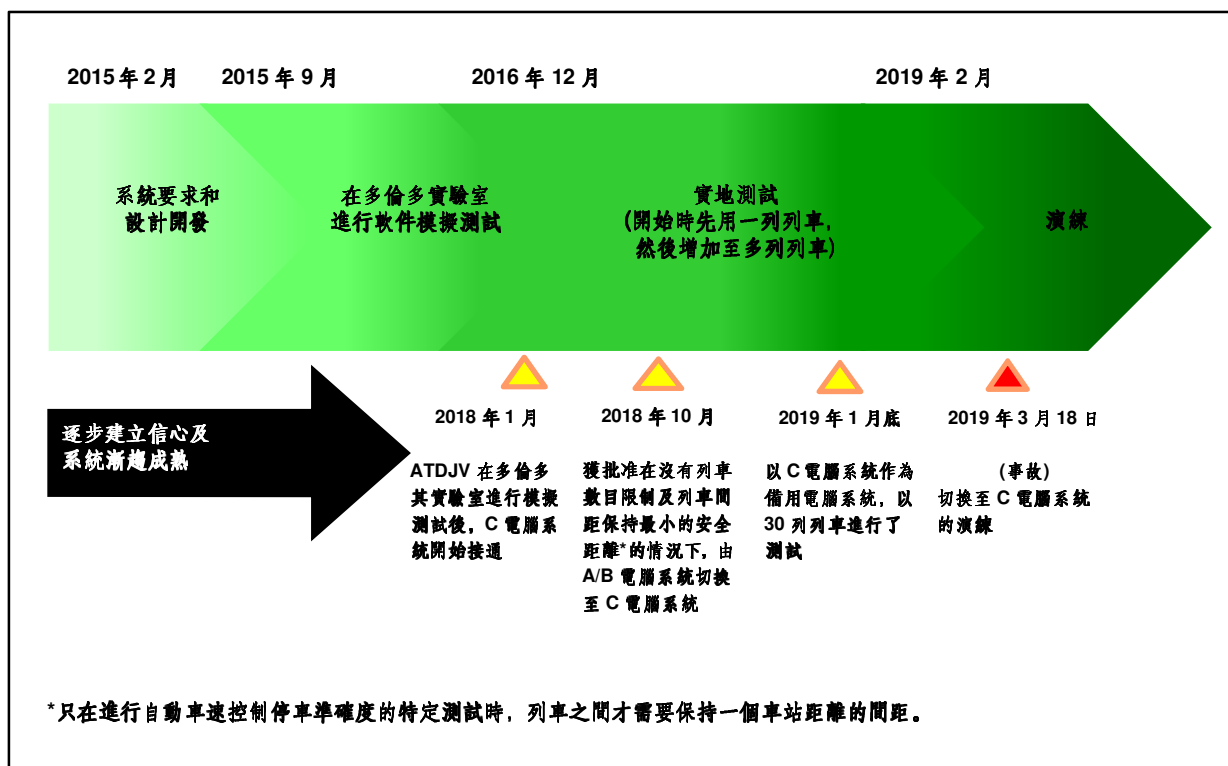 2015 年 2 月
2015 年 9 月
2016 年 12 月
2019 年 2 月
系統要求和
設計開發
在多倫多實驗室
進行軟件模擬測試
實地測試
(開始時先用一列列車,
然後增加至多列列車)
演練
逐步建立信心及
系統漸趨成熟
2018 年 1 月
ATDJV 在多倫多
其實驗室進行模擬
測試後, C 電腦系
統開始接通
2018 年 10 月
獲批准在沒有列車
數目限制及列車間
距保持最小的安全
距離*的情況下, 由
A/B 電腦系統切換
至 C 電腦系統
2019 年 1 月底
以 C 電腦系統作為
備用電腦系統, 以
30 列列車進行了
測試
2019 年 3 月 18 日
(事故)
切換至 C 電腦系統
的演練
*只在進行自動車速控制停車準確度的特定測試時, 列車之間才需要保持一個車站距離的間距。